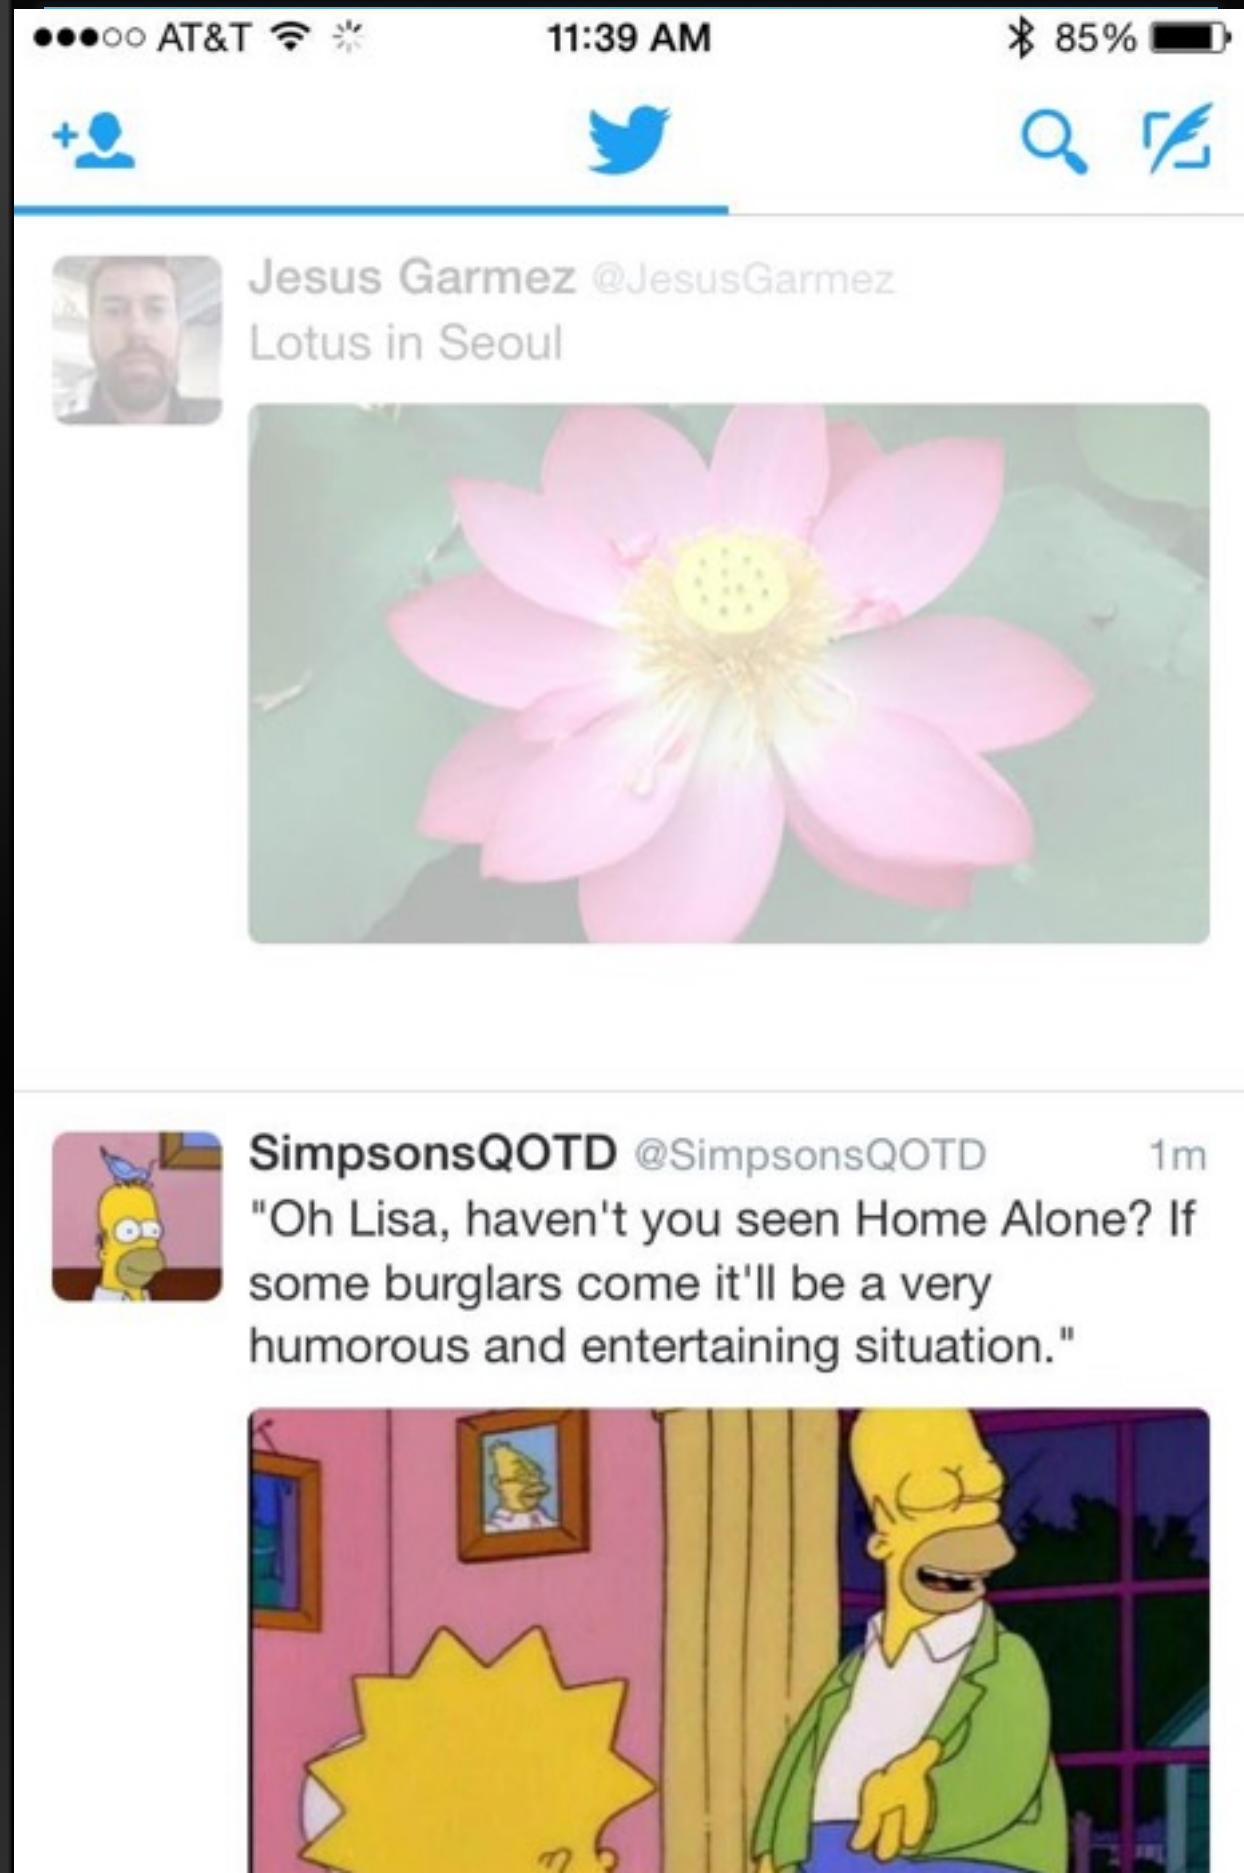 AT&T 11:39 AM 85%
Jesus Garmez @JesusGarmez
Lotus in Seoul
SimpsonsQOTD @SimpsonsQOTD 1m
"Oh Lisa, haven't you seen Home Alone? If
some burglars come it'll be a very
humorous and entertaining situation."